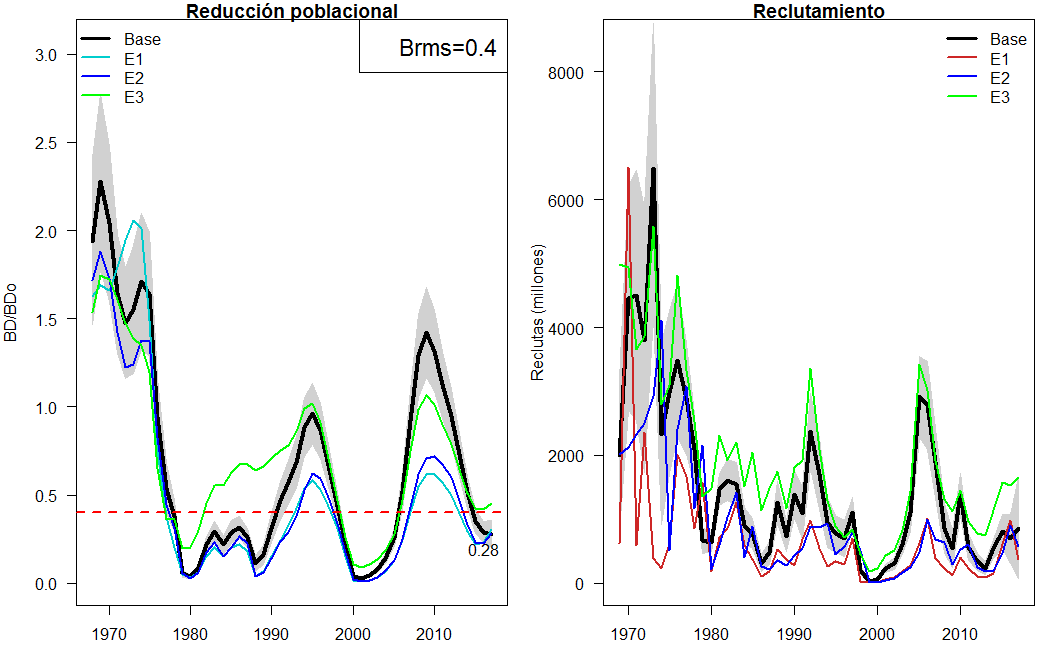 Reducción poblacional
Brms=0.4
Base
E1
E2
E3
BD/BDo
3.0
2.5
2.0
1.5
1.0
0.5
0.0
0.28
1970 1980 1990 2000 2010
Reclutamiento
Base
E1
E2
E3
Reclutas (millones)
8000
6000
4000
2000
0
1970 1980 1990 2000 2010